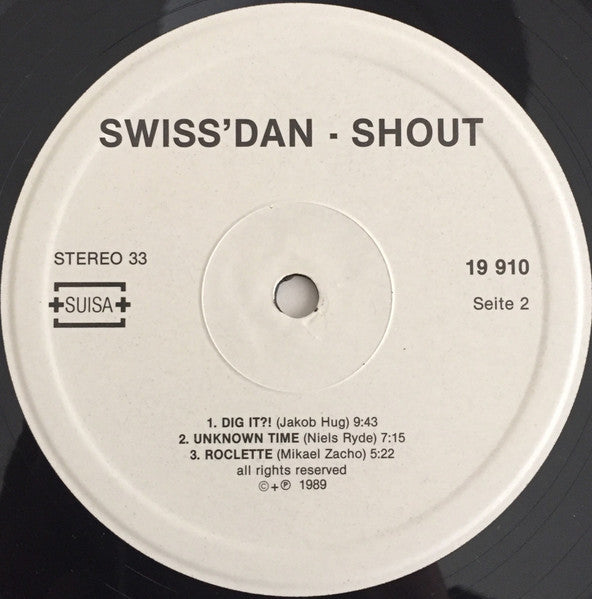 SWISS'DAN - SHOUT
STEREO 33
+SUISA+
19 910
Seite 2
1. DIG IT?! (Jakob Hug) 9:43
2. UNKNOWN TIME (Niels Ryde) 7:15
3. ROCLETTE (Mikael Zacho) 5:22
all rights reserved
©+℗ 1989